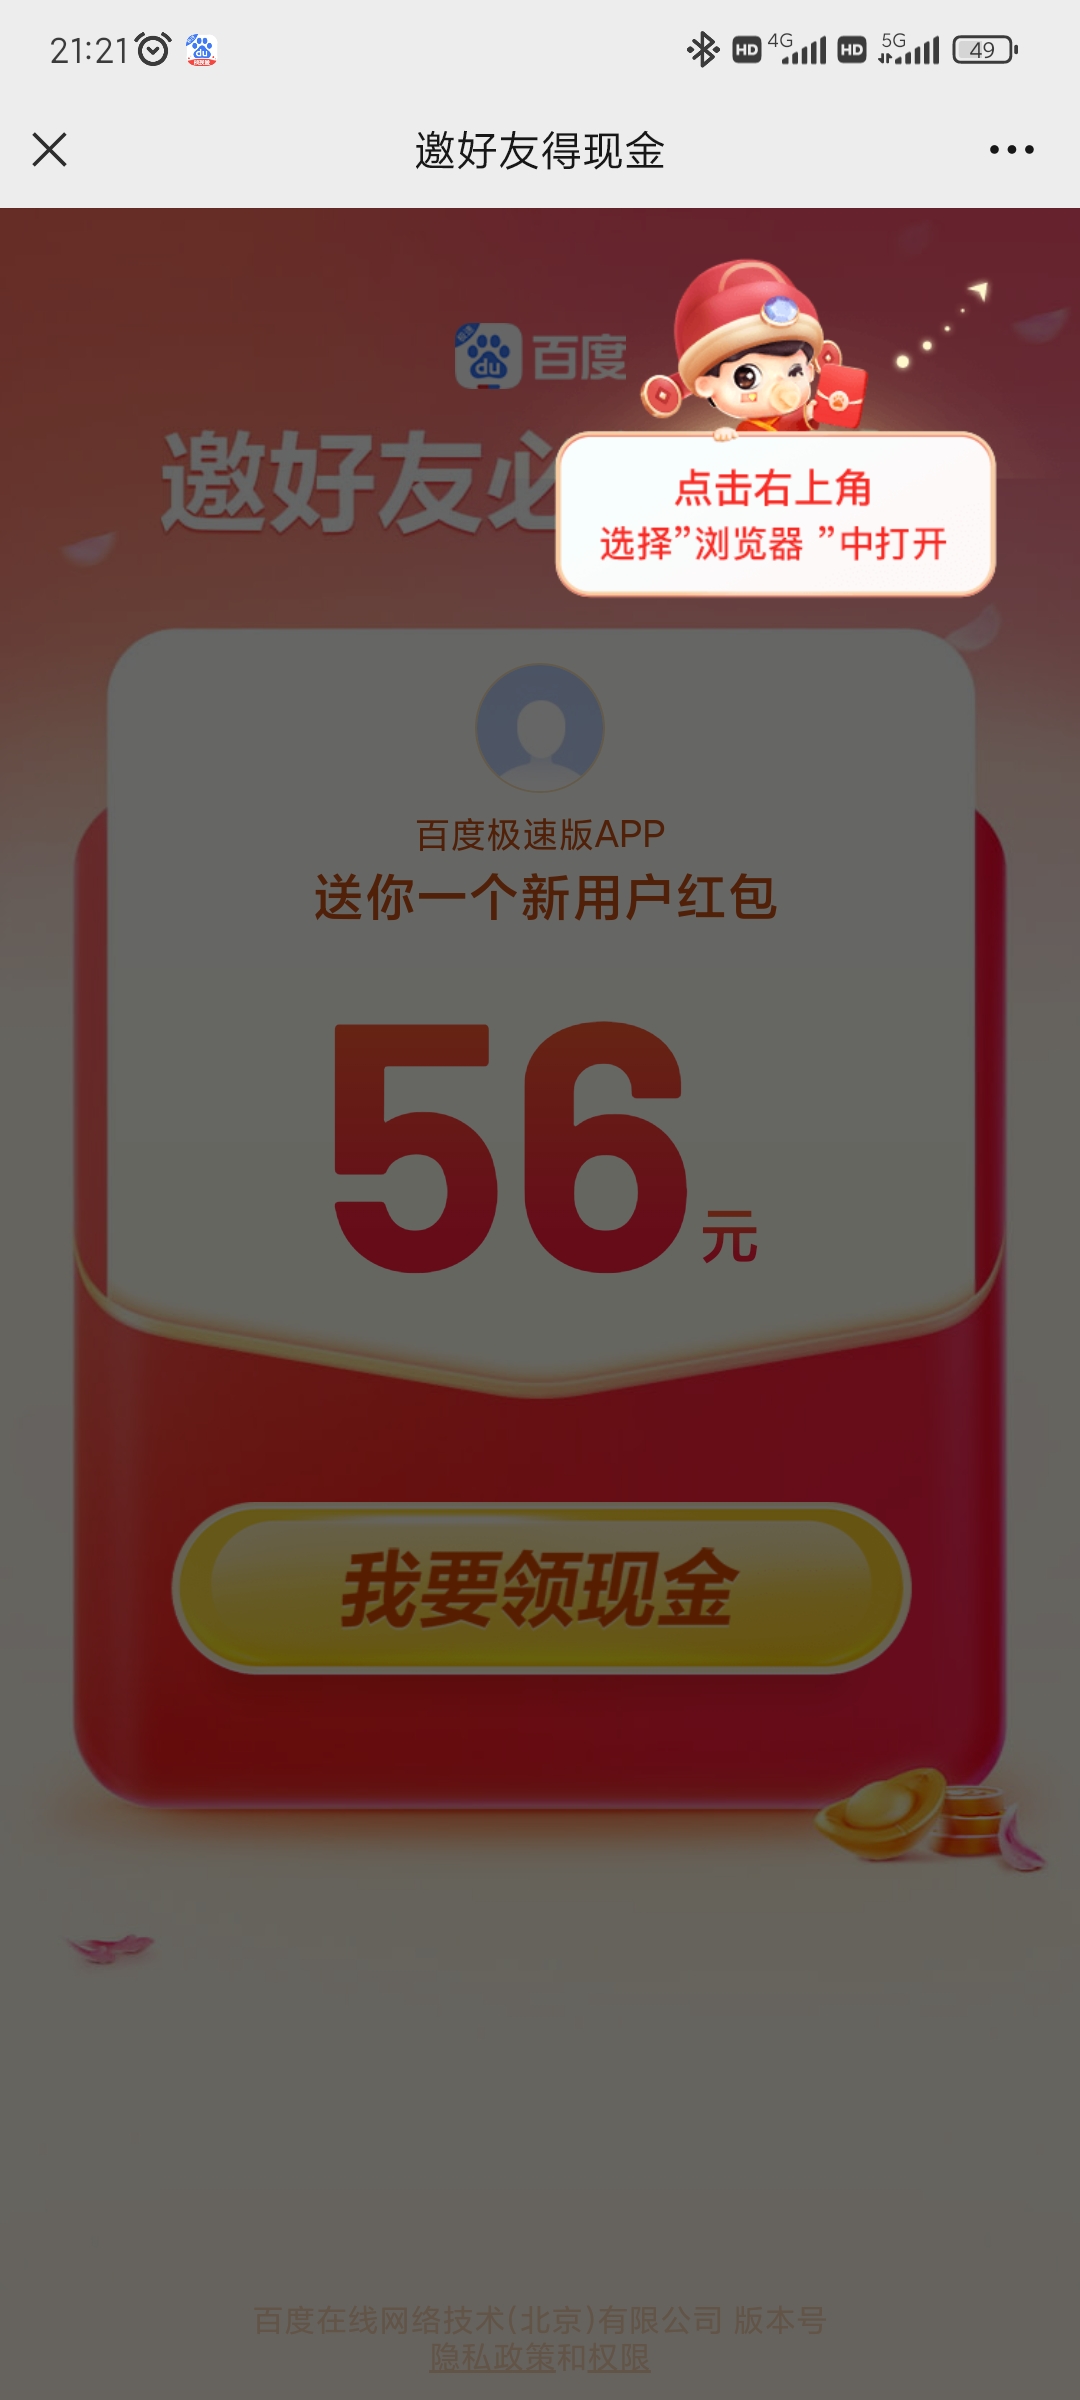 21:21
HD 4G HD 5G 49
邀好友得现金
du 百度
邀好友必
点击右上角
选择”浏览器 ”中打开
百度极速版APP
送你一个新用户红包
56元
我要领现金
百度在线网络技术(北京)有限公司 版本号
隐私政策和权限